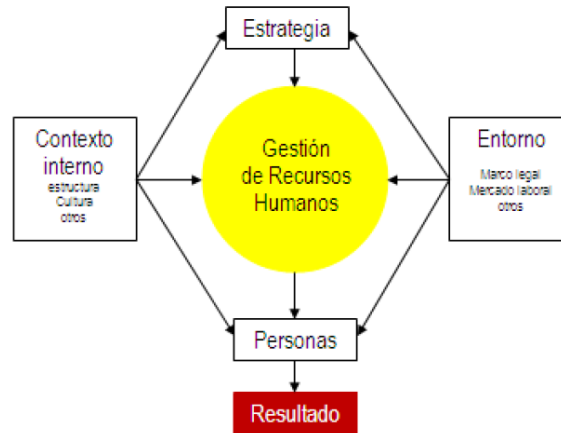 Estrategia
Contexto
interno
estructura
Cultura
otros
Gestión
de Recursos
Humanos
Entorno
Marco legal
Mercado laboral
otros
Personas
Resultado